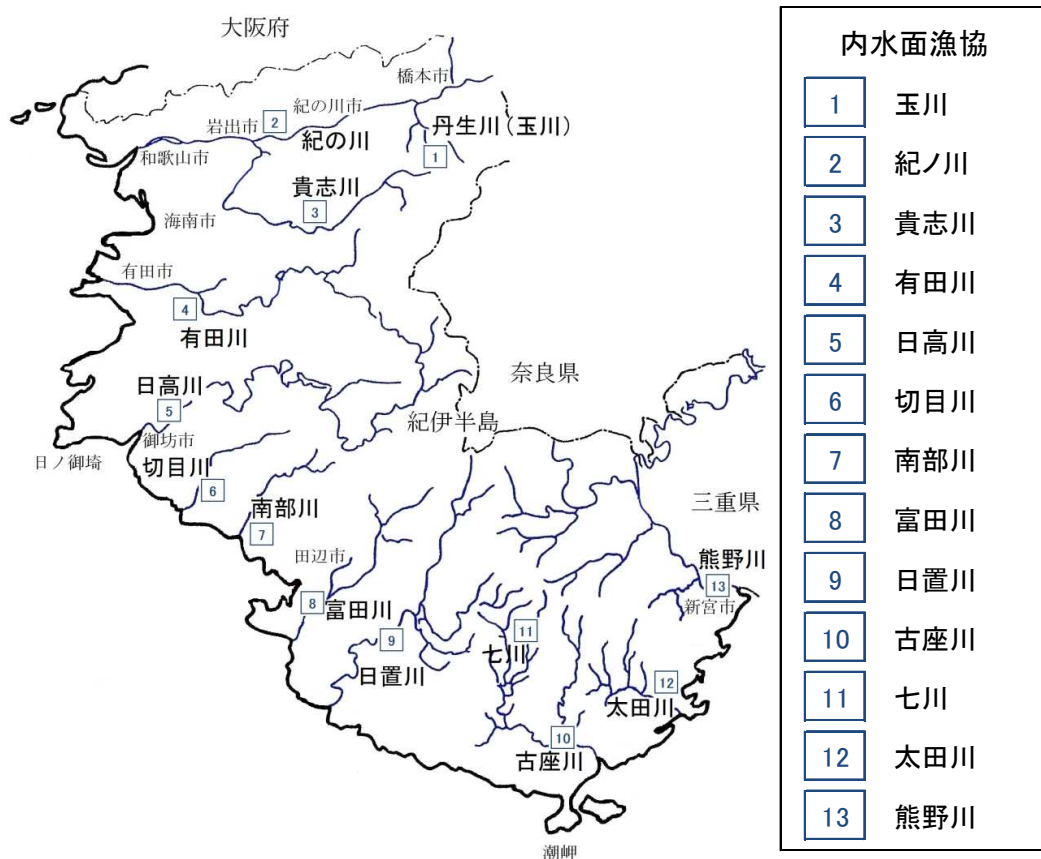 大阪府
橋本市
紀の川市
岩出市
2
紀の川
丹生川（玉川）
1
和歌山市
貴志川
3
海南市
有田市
4
有田川
奈良県
日高川
5
紀伊半島
御坊市
日ノ御埼
切目川
6
南部川
7
三重県
田辺市
熊野川
13
新宮市
8
富田川
9
日置川
11
七川
12
太田川
10
古座川
潮岬
内水面漁協
1 玉川
2 紀ノ川
3 貴志川
4 有田川
5 日高川
6 切目川
7 南部川
8 富田川
9 日置川
10 古座川
11 七川
12 太田川
13 熊野川